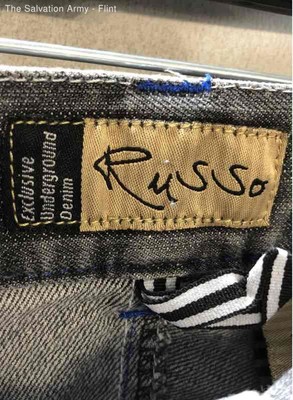 The Salvation Army - Flint
Exclusive
Underground
Denim
Russo